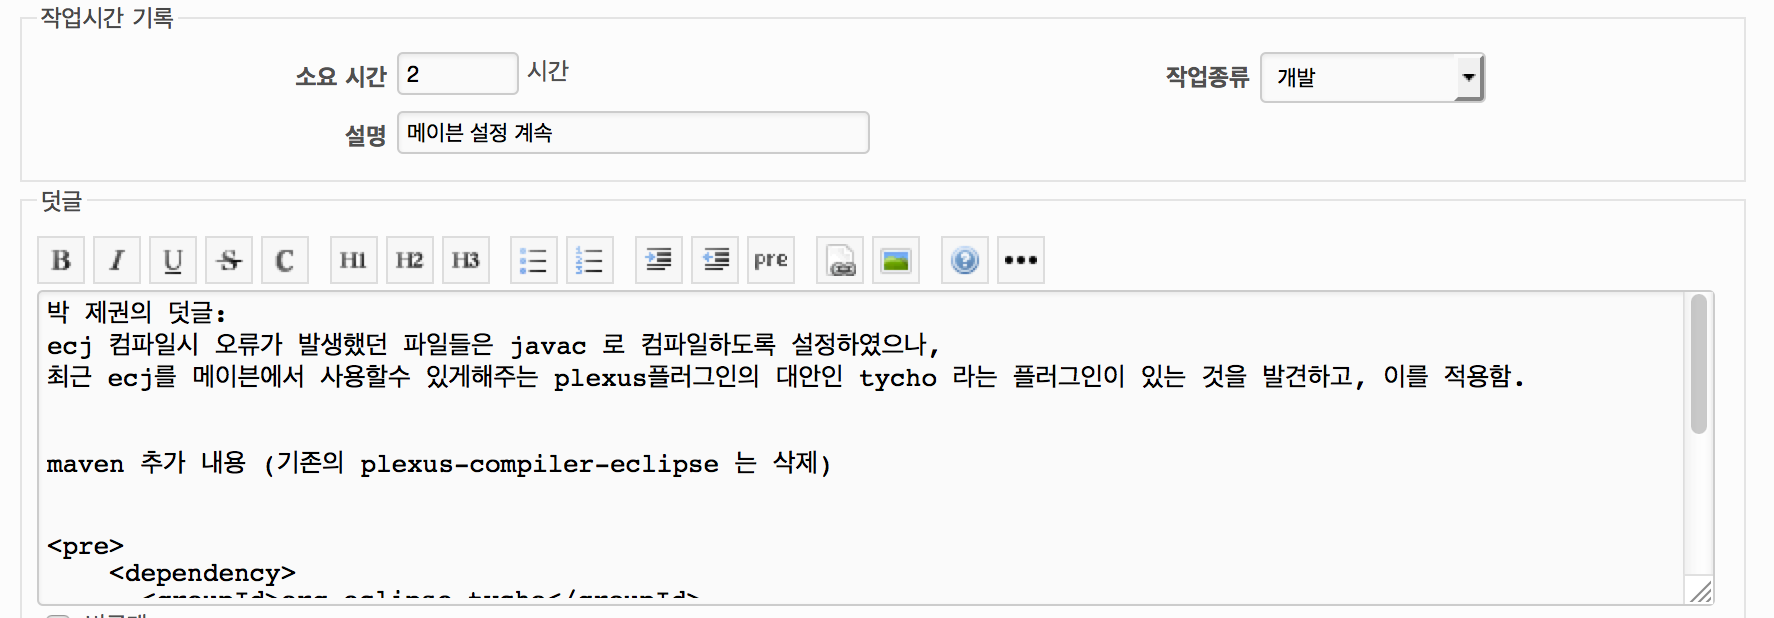 작업시간 기록
소요 시간 2 시간 작업종류 개발
설명 메이븐 설정 계속
덧글
B I U S C H1 H2 H3 pre
박 제권의 덧글:
ecj 컴파일시 오류가 발생했던 파일들은 javac 로 컴파일하도록 설정하였으나,
최근 ecj를 메이븐에서 사용할수 있게해주는 plexus플러그인의 대안인 tycho 라는 플러그인이 있는 것을 발견하고, 이를 적용함.
maven 추가 내용 (기존의 plexus-compiler-eclipse 는 삭제)
<pre>
<dependency>
<groupId>org.eclipse.tycho</groupId>